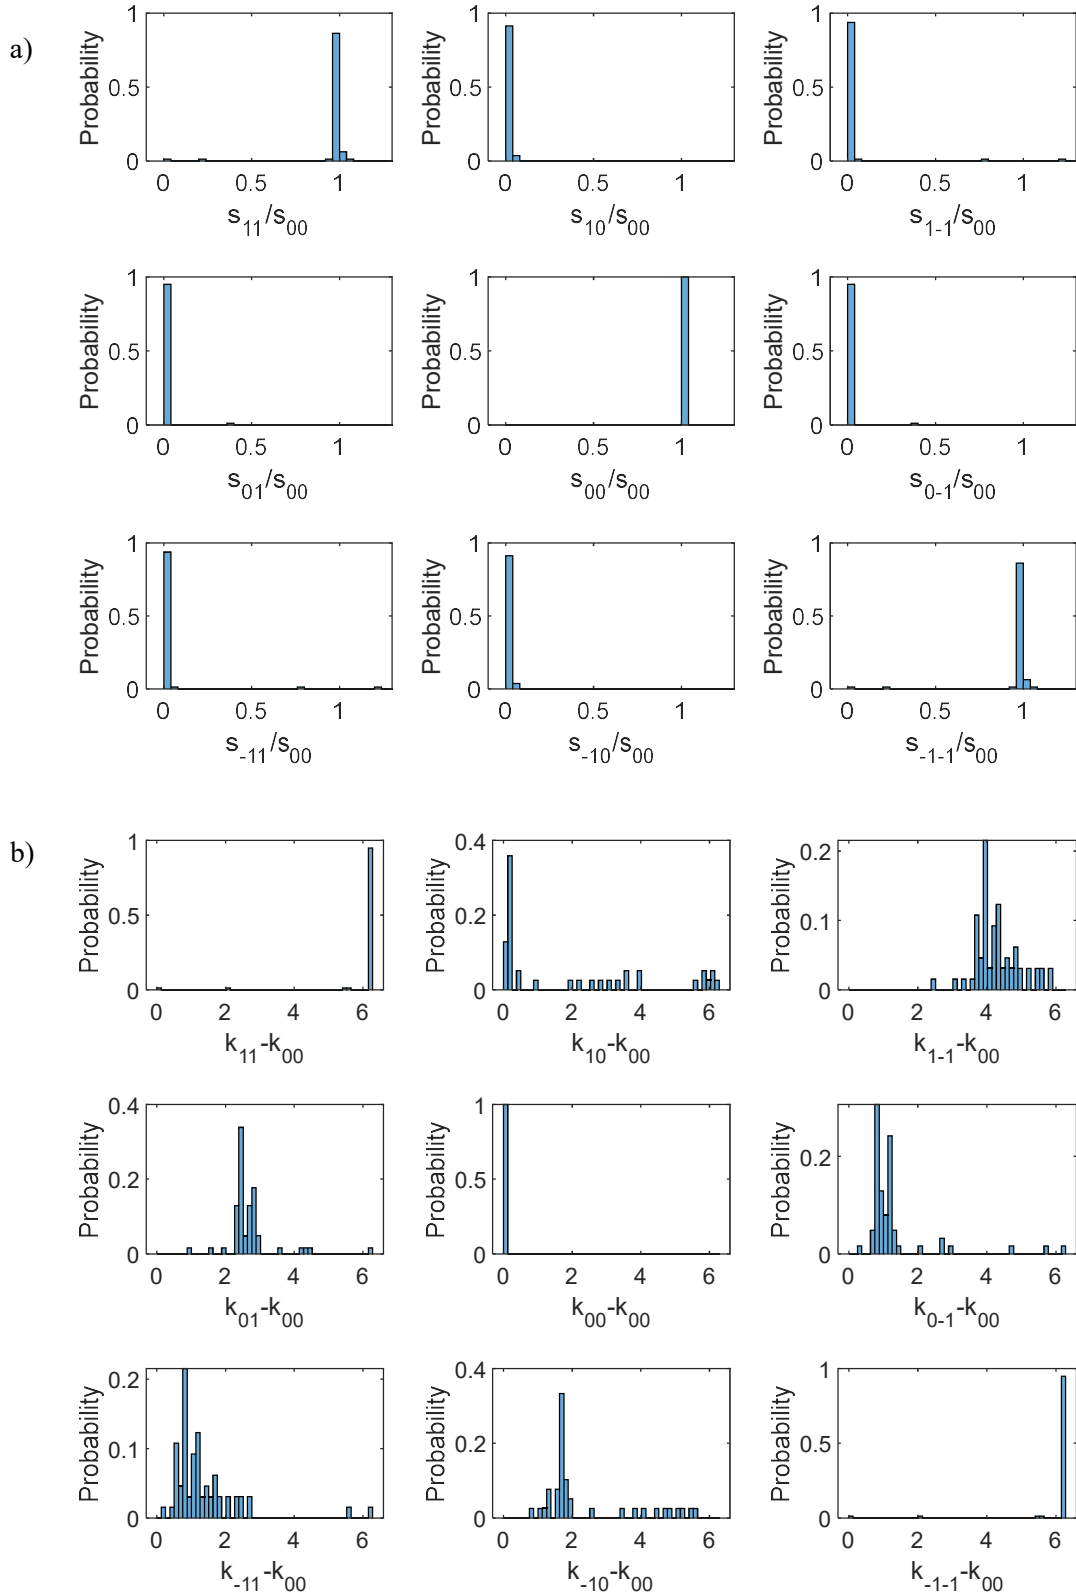 a)
1
0.5
0
Probability
0 0.5 1
s11/s00
1
0.5
0
Probability
0 0.5 1
s10/s00
1
0.5
0
Probability
0 0.5 1
s1-1/s00
1
0.5
0
Probability
0 0.5 1
s01/s00
1
0.5
0
Probability
0 0.5 1
s00/s00
1
0.5
0
Probability
0 0.5 1
s0-1/s00
1
0.5
0
Probability
0 0.5 1
s-11/s00
1
0.5
0
Probability
0 0.5 1
s-10/s00
1
0.5
0
Probability
0 0.5 1
s-1-1/s00
b)
1
0.5
0
Probability
0 2 4 6
k11-k00
0.4
0.2
0
Probability
0 2 4 6
k10-k00
0.2
0.1
0
Probability
0 2 4 6
k1-1-k00
0.4
0.2
0
Probability
0 2 4 6
k01-k00
1
0.5
0
Probability
0 2 4 6
k00-k00
0.2
0
Probability
0 2 4 6
k0-1-k00
0.2
0.1
0
Probability
0 2 4 6
k-11-k00
0.4
0.2
0
Probability
0 2 4 6
k-10-k00
1
0.5
0
Probability
0 2 4 6
k-1-1-k00